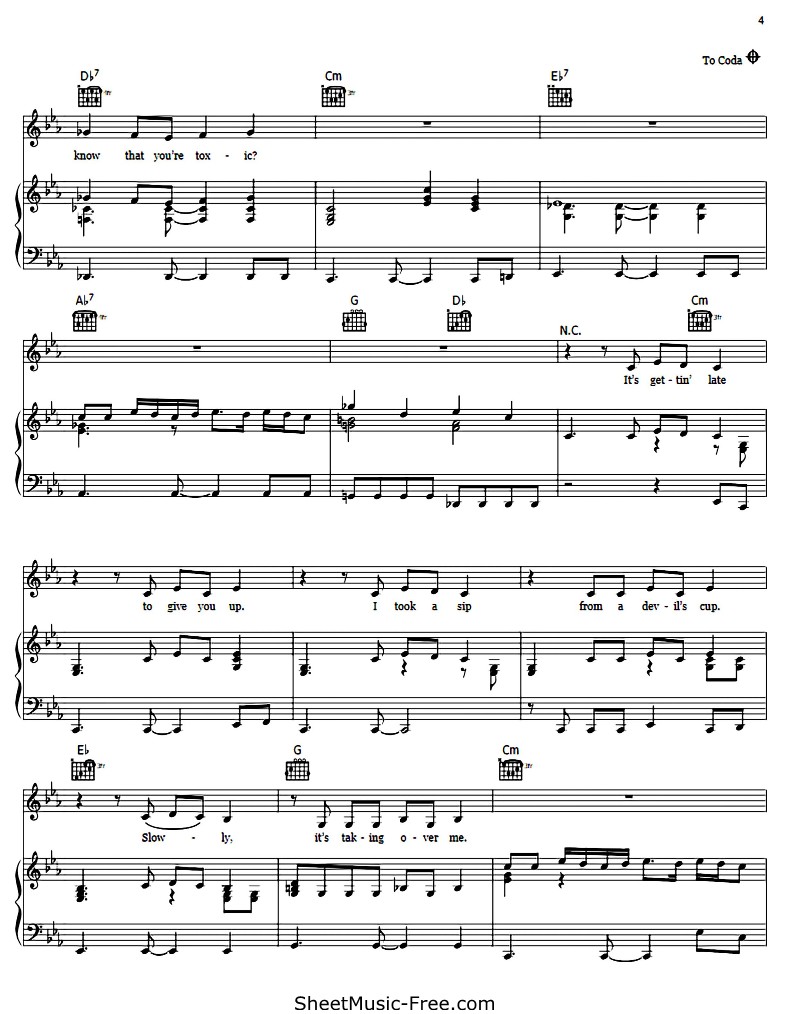 4
To Coda
D♭7 Cm E♭7
know that you're tox - ic?
A♭7 G D♭ N.C. Cm
It's get - tin' late
to give you up. I took a sip from a dev - il's cup.
E♭ G Cm
Slow - ly, it's tak - ing o - ver me.
SheetMusic-Free.com